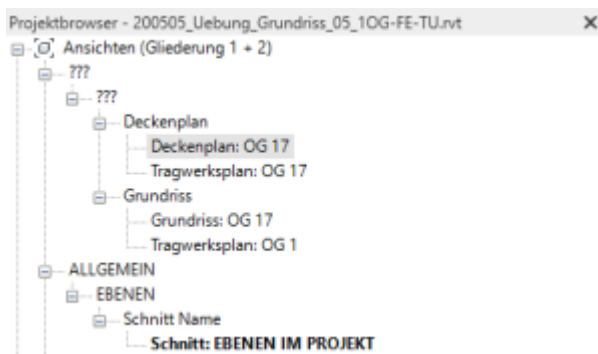 Projektbrowser - 200505_Uebung_Grundriss_05_1OG-FE-TU.rvt
Ansichten (Gliederung 1 + 2)
???
???
Deckenplan
Deckenplan: OG 17
Tragwerksplan: OG 17
Grundriss
Grundriss: OG 17
Tragwerksplan: OG 1
ALLGEMEIN
EBENEN
Schnitt Name
Schnitt: EBENEN IM PROJEKT